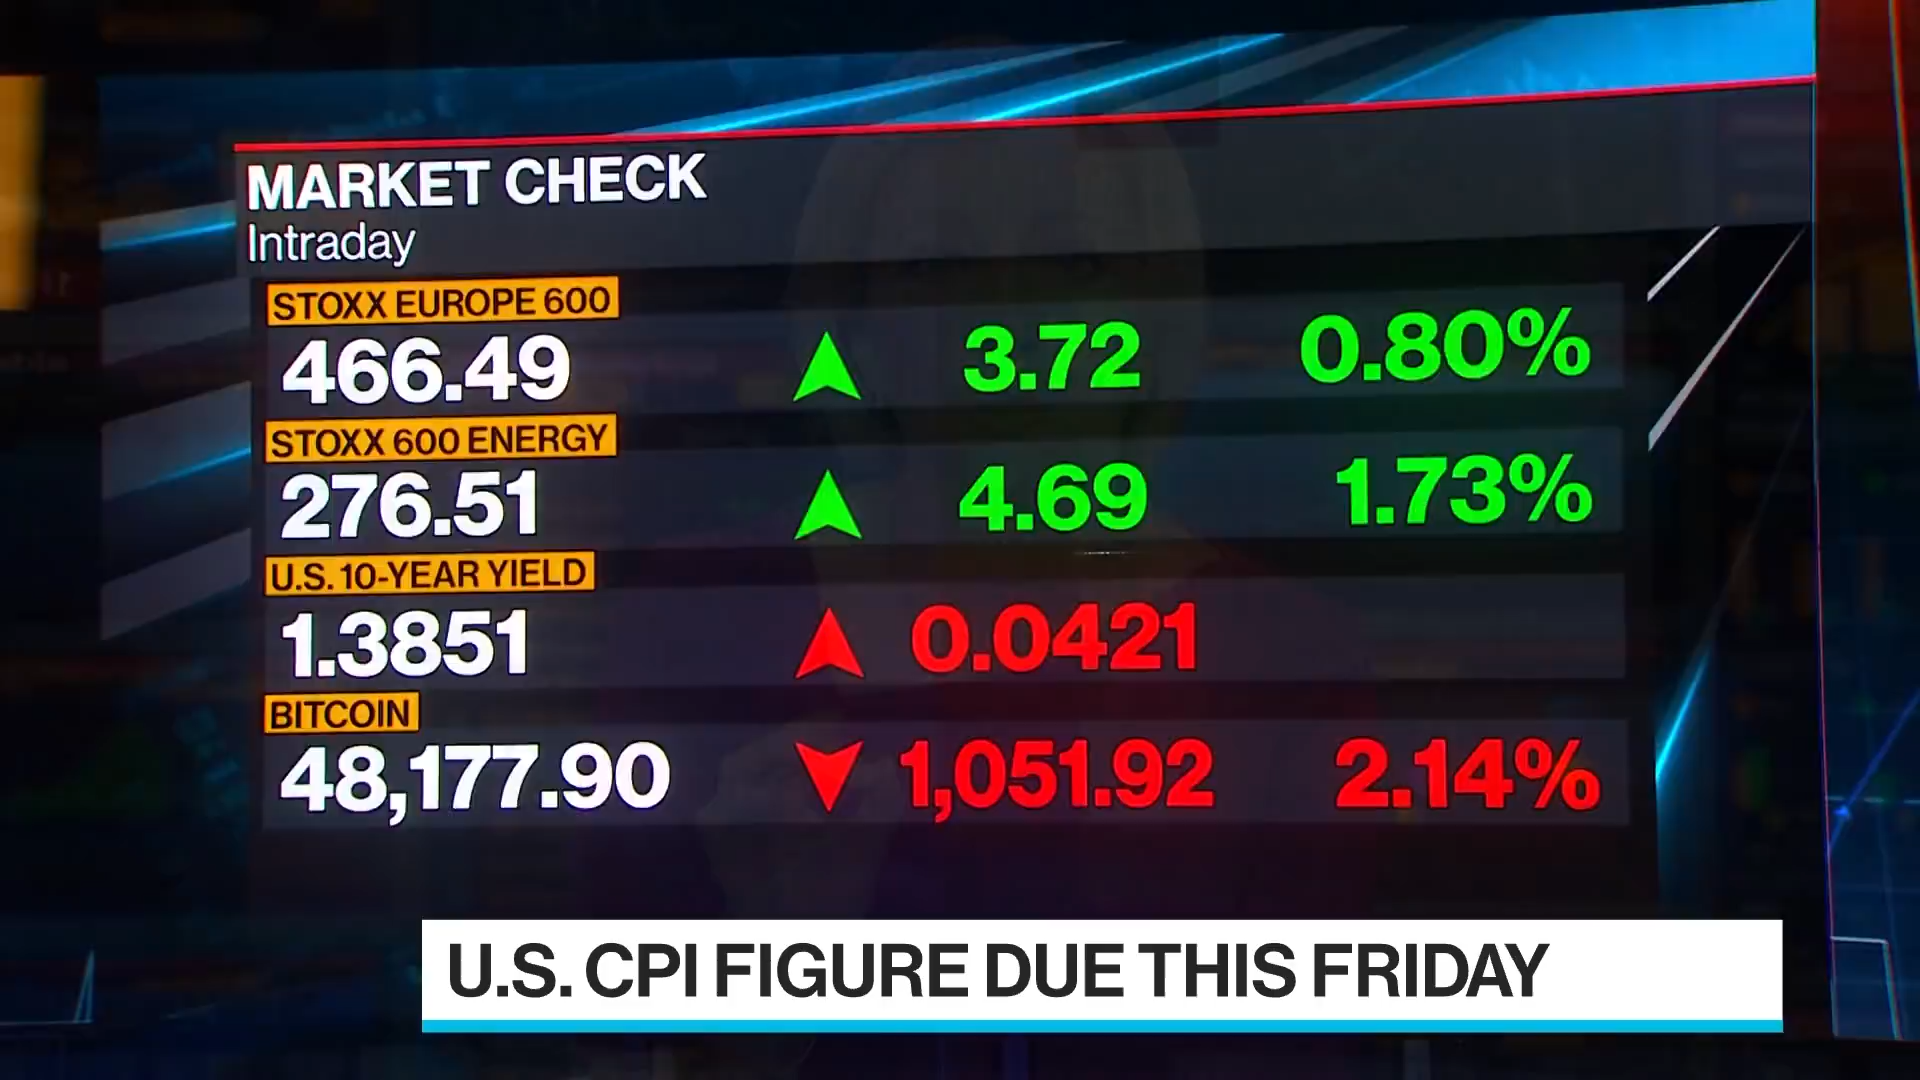 MARKET CHECK
Intraday
STOXX EUROPE 600
466.49 ▲ 3.72 0.80%
STOXX 600 ENERGY
276.51 ▲ 4.69 1.73%
U.S. 10-YEAR YIELD
1.3851 ▲ 0.0421
BITCOIN
48,177.90 ▼ 1,051.92 2.14%
U.S. CPI FIGURE DUE THIS FRIDAY